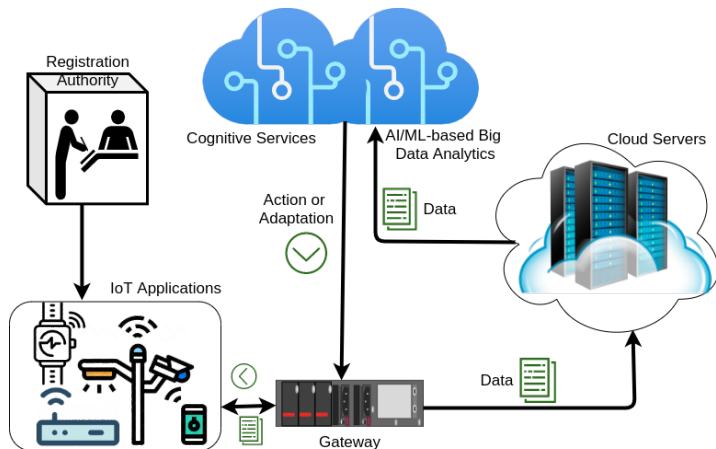 Registration
Authority
Cognitive Services
AI/ML-based Big
Data Analytics
Cloud Servers
Action or
Adaptation
Data
IoT Applications
Data
Gateway